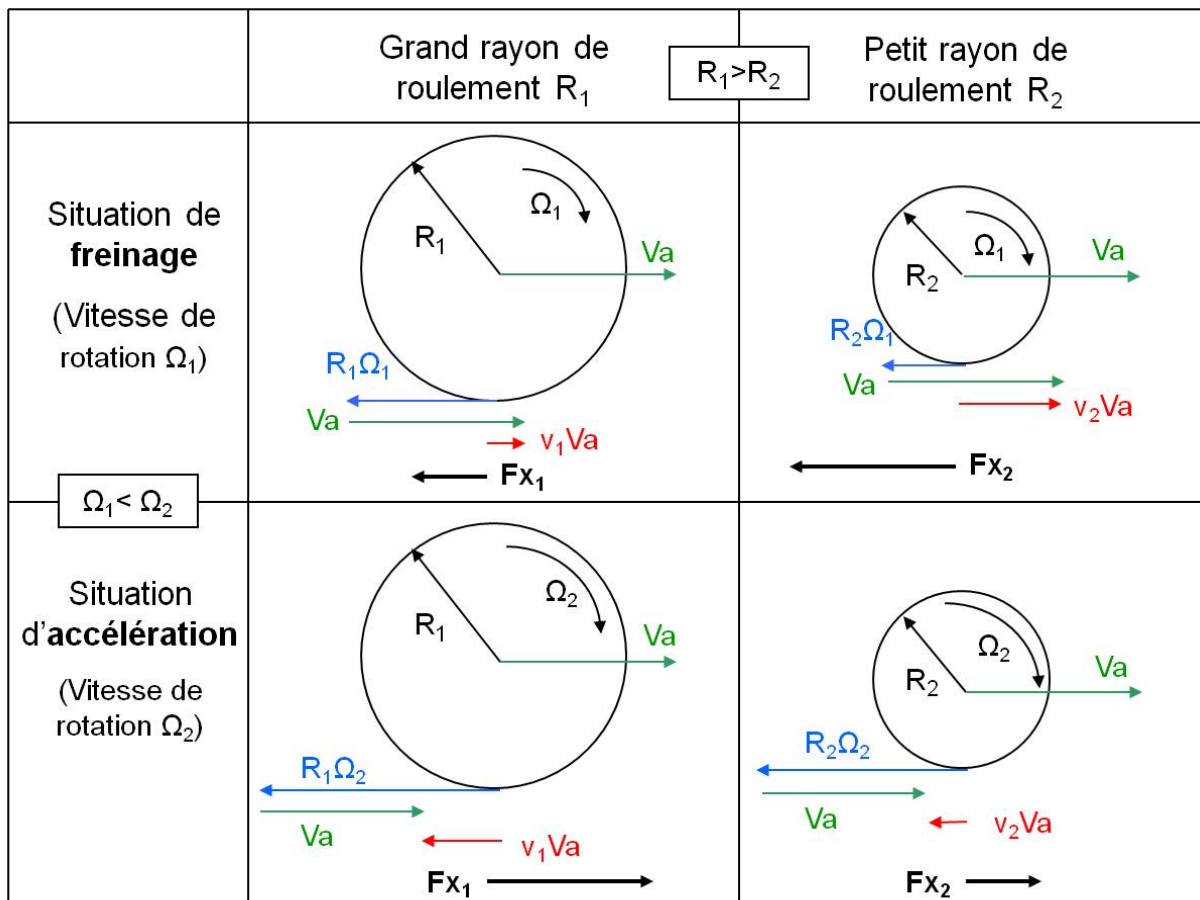 Grand rayon de
roulement R₁
R₁>R₂
Petit rayon de
roulement R₂
Situation de
freinage
(Vitesse de
rotation Ω₁)
R₁
Ω₁
Va
R₁Ω₁
Va
v₁Va
Fx₁
R₂
Ω₁
Va
R₂Ω₁
Va
v₂Va
Fx₂
Ω₁< Ω₂
Situation
d'accélération
(Vitesse de
rotation Ω₂)
R₁
Ω₂
Va
R₁Ω₂
Va
v₁Va
Fx₁
R₂
Ω₂
Va
R₂Ω₂
Va
v₂Va
Fx₂